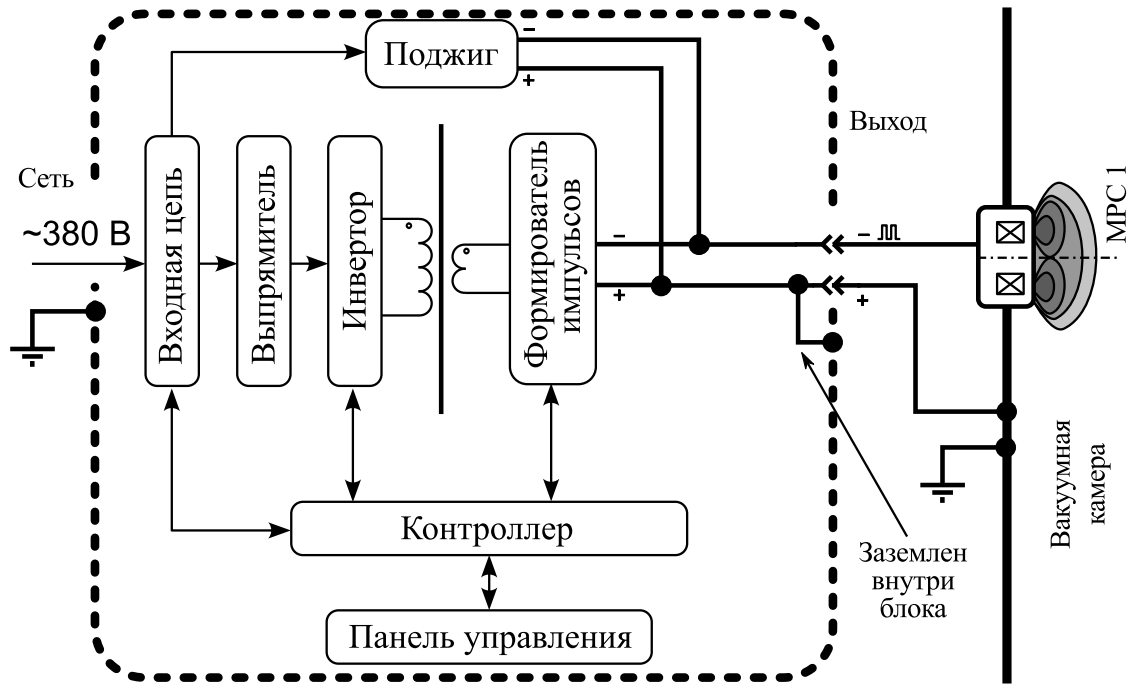 Поджиг
–
+
Выход
Сеть
~380 В
Входная цепь
Выпрямитель
Инвертор
Формирователь
импульсов
–
+
–
+
МРС 1
Контроллер
Заземлен
внутри
блока
Вакуумная
камера
Панель управления